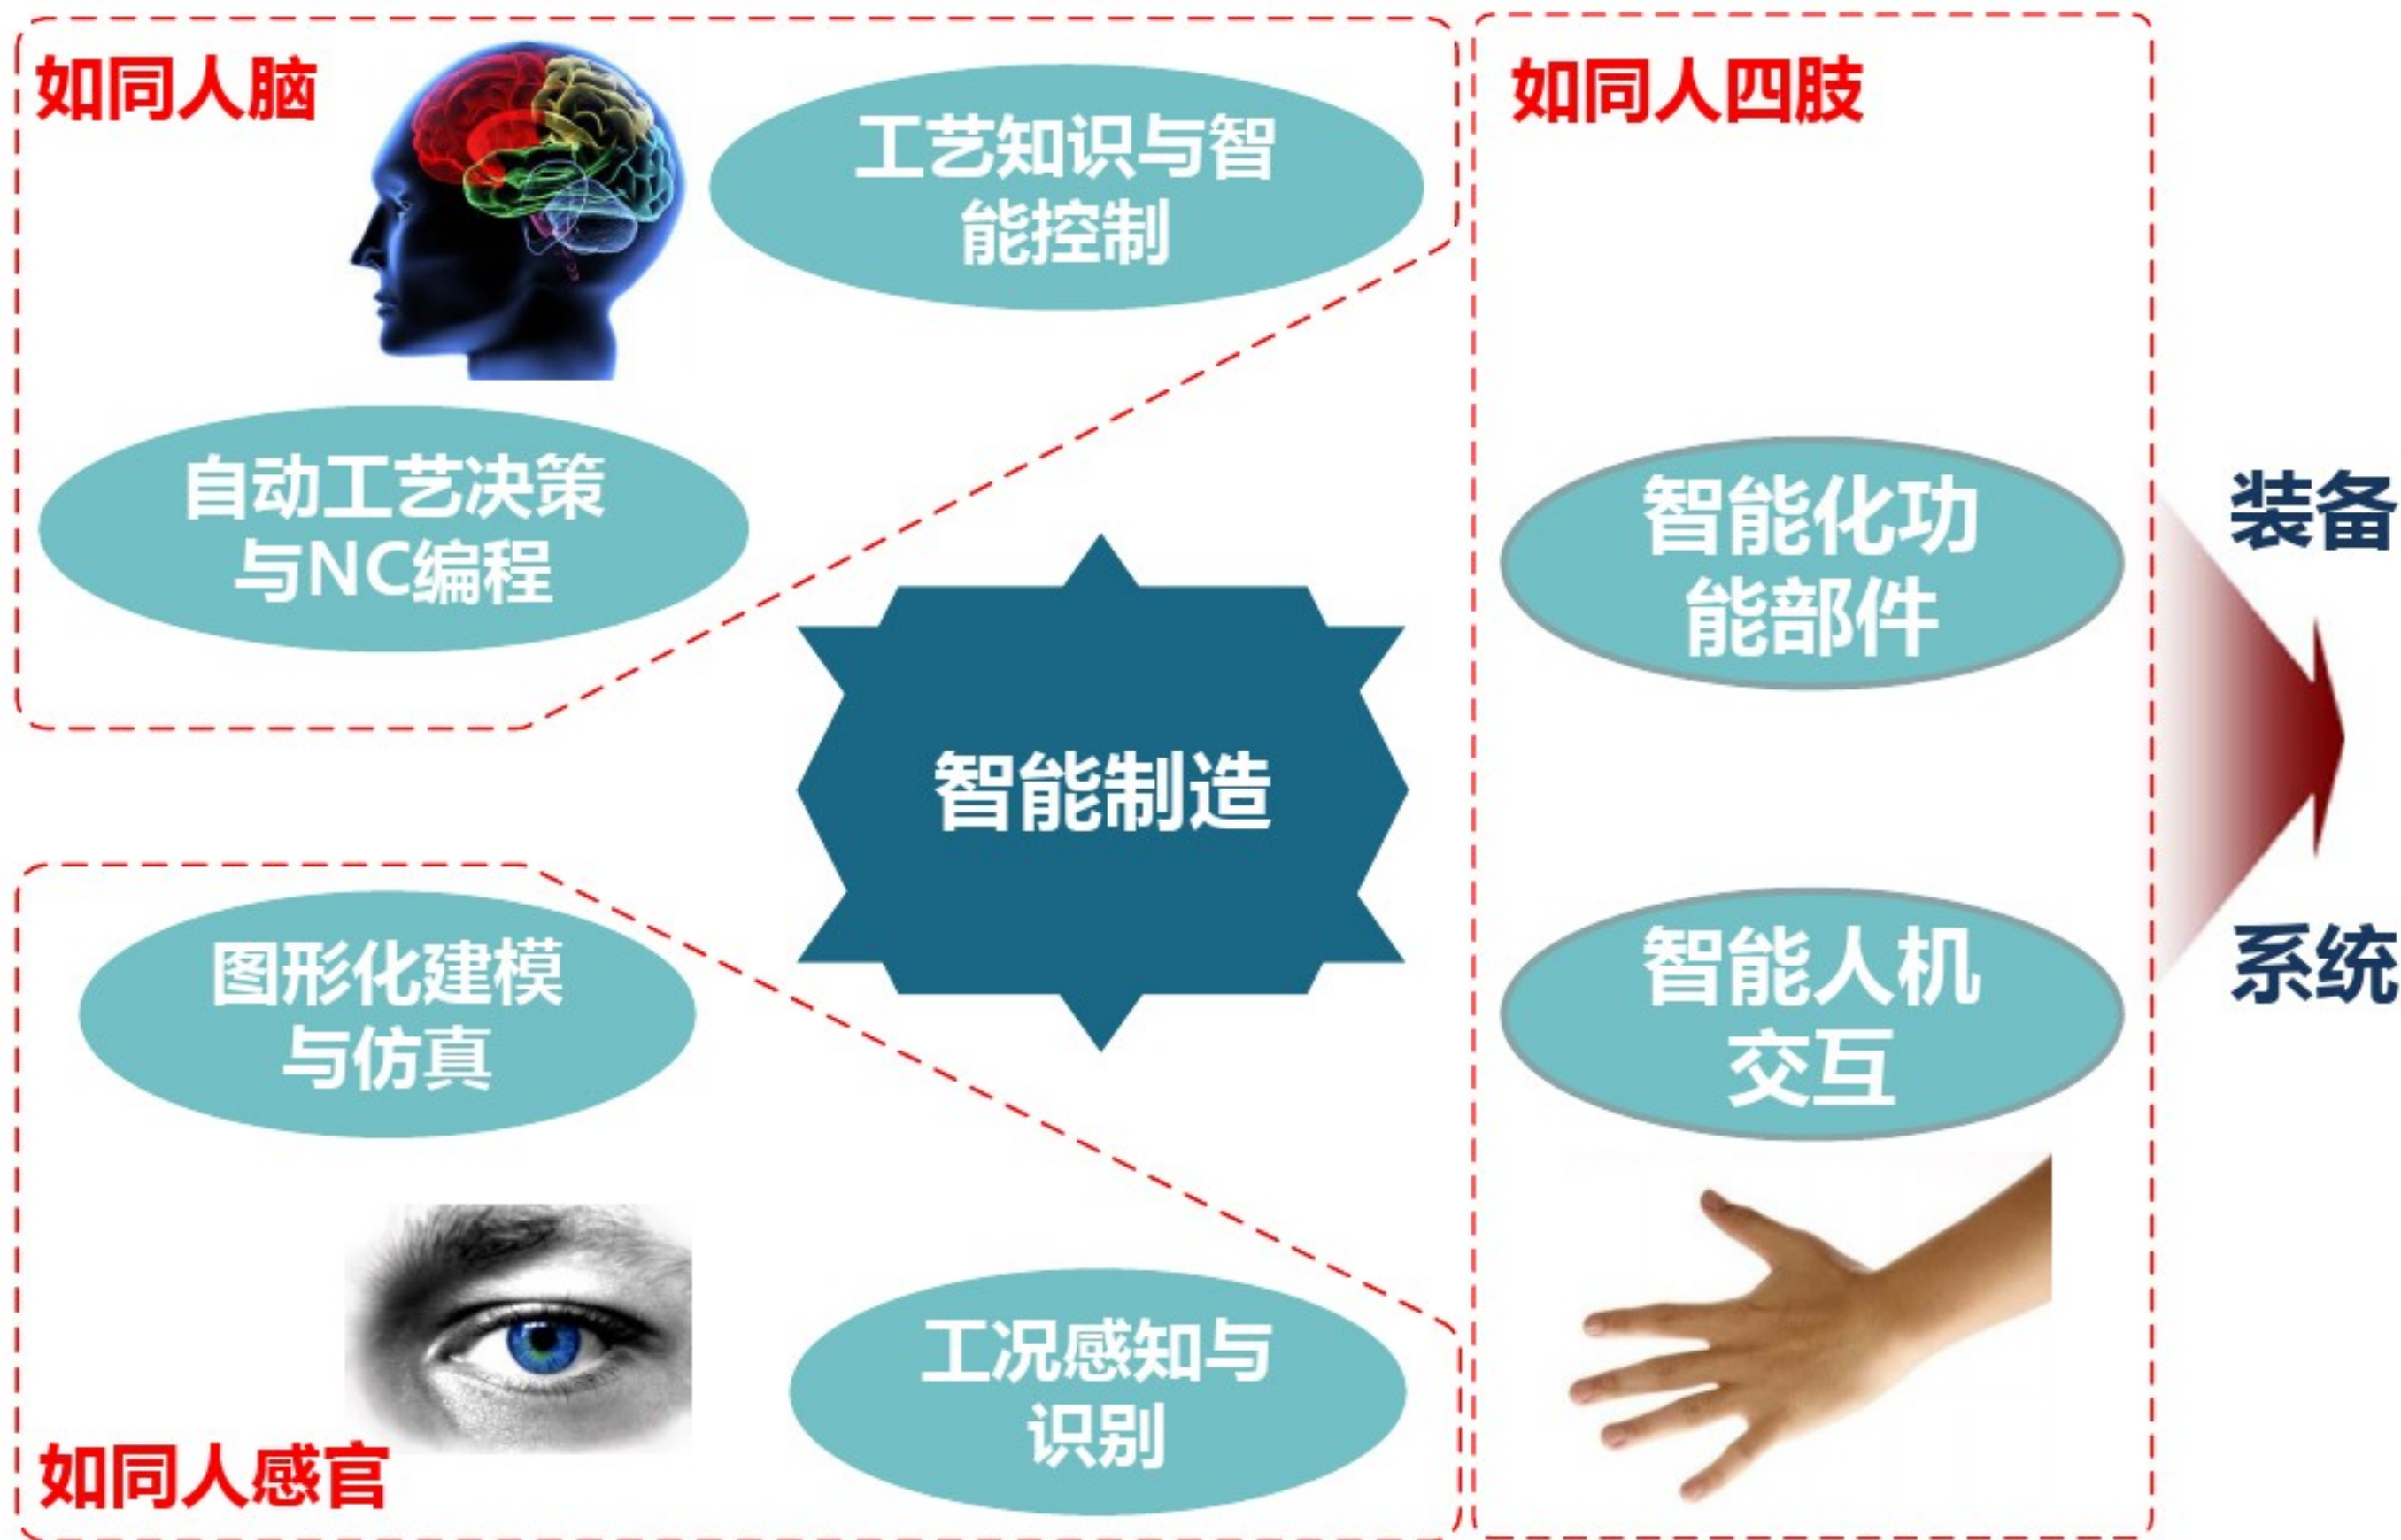 如同人脑
工艺知识与智
能控制
自动工艺决策
与NC编程
智能制造
图形化建模
与仿真
工况感知与
识别
如同人感官
如同人四肢
智能化功
能部件
智能人机
交互
装备
系统